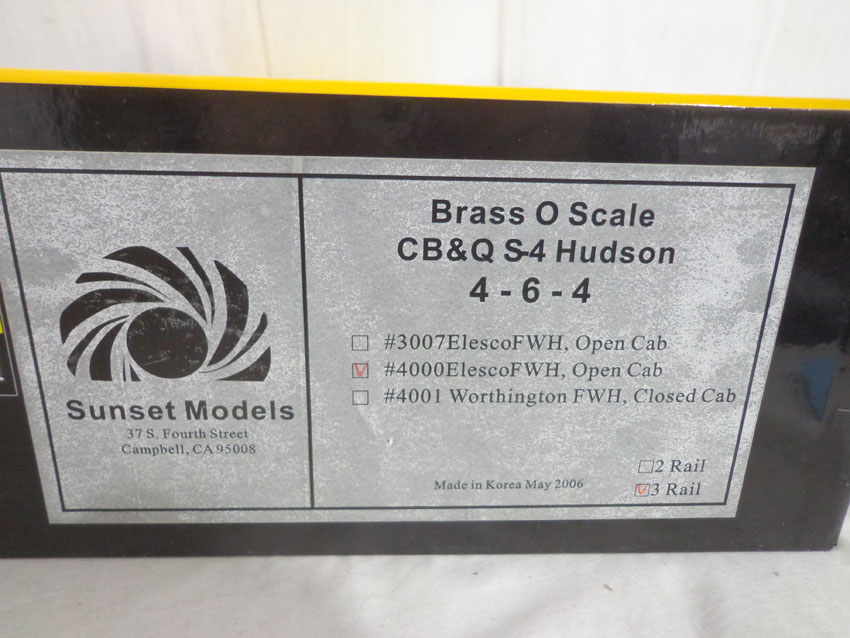 Sunset Models
37 S. Fourth Street
Campbell, CA 95008
Brass O Scale
CB&Q S-4 Hudson
4 - 6 - 4
#3007ElescoFWH, Open Cab
#4000ElescoFWH, Open Cab
#4001 Worthington FWH, Closed Cab
2 Rail
Made in Korea May 2006
3 Rail